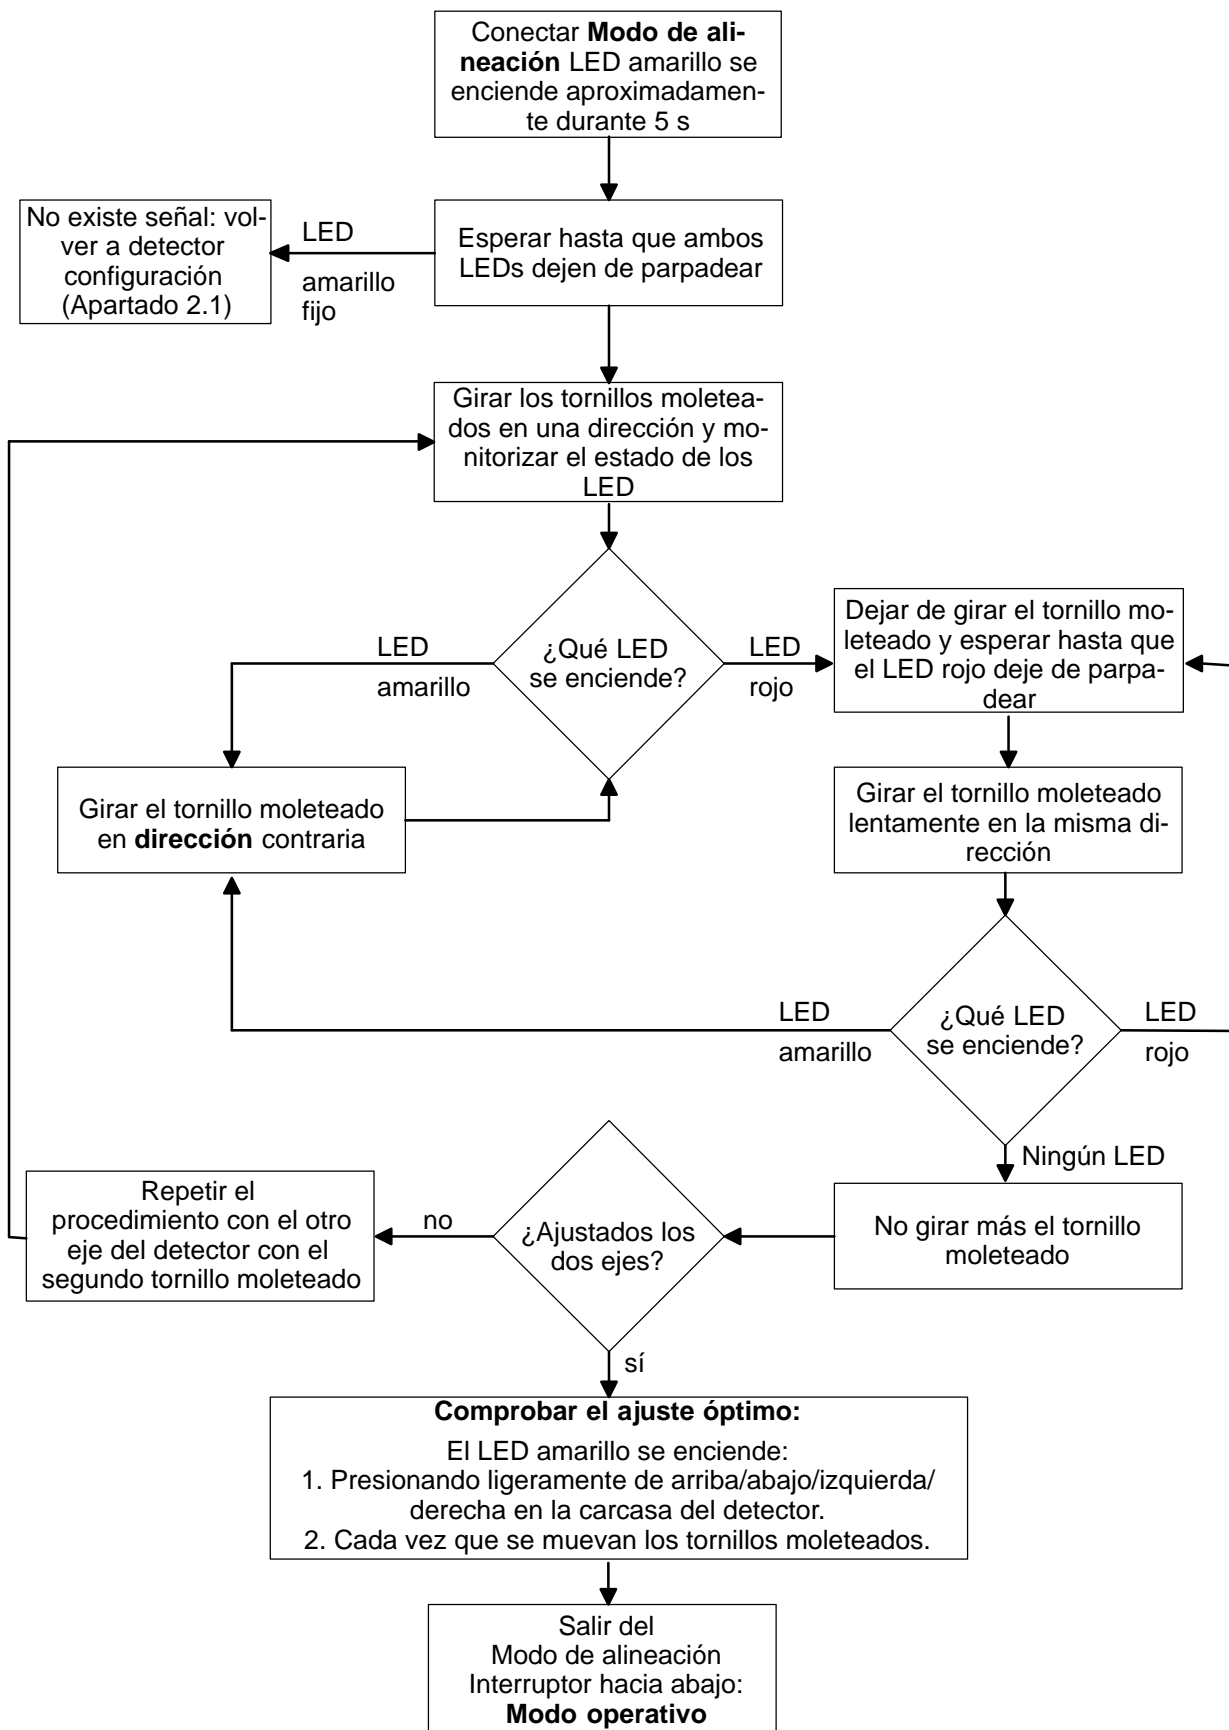 Conectar Modo de ali-
neación LED amarillo se
enciende aproximadamen-
te durante 5 s
No existe señal: vol-
ver a detector
configuración
(Apartado 2.1)
LED
amarillo
fijo
Esperar hasta que ambos
LEDs dejen de parpadear
Girar los tornillos moletea-
dos en una dirección y mo-
nitorizar el estado de los
LED
LED
amarillo
¿Qué LED
se enciende?
LED
rojo
Dejar de girar el tornillo mo-
leteado y esperar hasta que
el LED rojo deje de parpa-
dear
Girar el tornillo moleteado
en dirección contraria
Girar el tornillo moleteado
lentamente en la misma di-
rección
LED
amarillo
¿Qué LED
se enciende?
LED
rojo
Ningún LED
Repetir el
procedimiento con el otro
eje del detector con el
segundo tornillo moleteado
no
¿Ajustados los
dos ejes?
No girar más el tornillo
moleteado
sí
Comprobar el ajuste óptimo:
El LED amarillo se enciende:
1. Presionando ligeramente de arriba/abajo/izquierda/
derecha en la carcasa del detector.
2. Cada vez que se muevan los tornillos moleteados.
Salir del
Modo de alineación
Interruptor hacia abajo:
Modo operativo